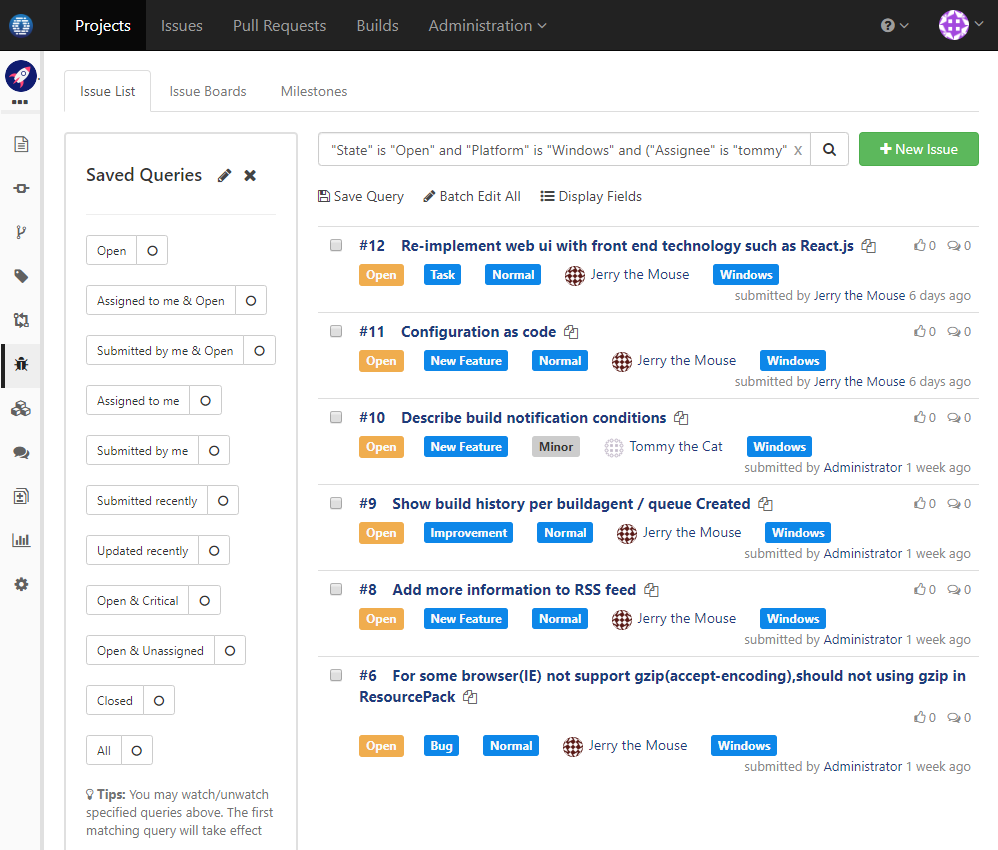 Projects Issues Pull Requests Builds Administration
Issue List Issue Boards Milestones
Saved Queries
Open
Assigned to me & Open
Submitted by me & Open
Assigned to me
Submitted by me
Submitted recently
Updated recently
Open & Critical
Open & Unassigned
Closed
All
Tips: You may watch/unwatch
specified queries above. The first
matching query will take effect
"State" is "Open" and "Platform" is "Windows" and ("Assignee" is "tommy" x
New Issue
Save Query Batch Edit All Display Fields
#12 Re-implement web ui with front end technology such as React.js 0 0
Open Task Normal Jerry the Mouse Windows
submitted by Jerry the Mouse 6 days ago
#11 Configuration as code 0 0
Open New Feature Normal Jerry the Mouse Windows
submitted by Jerry the Mouse 6 days ago
#10 Describe build notification conditions 0 0
Open New Feature Minor Tommy the Cat Windows
submitted by Administrator 1 week ago
#9 Show build history per buildagent / queue Created 0 0
Open Improvement Normal Jerry the Mouse Windows
submitted by Administrator 1 week ago
#8 Add more information to RSS feed 0 0
Open New Feature Normal Jerry the Mouse Windows
submitted by Administrator 1 week ago
#6 For some browser(IE) not support gzip(accept-encoding),should not using gzip in
ResourcePack
0 0
Open Bug Normal Jerry the Mouse Windows
submitted by Administrator 1 week ago